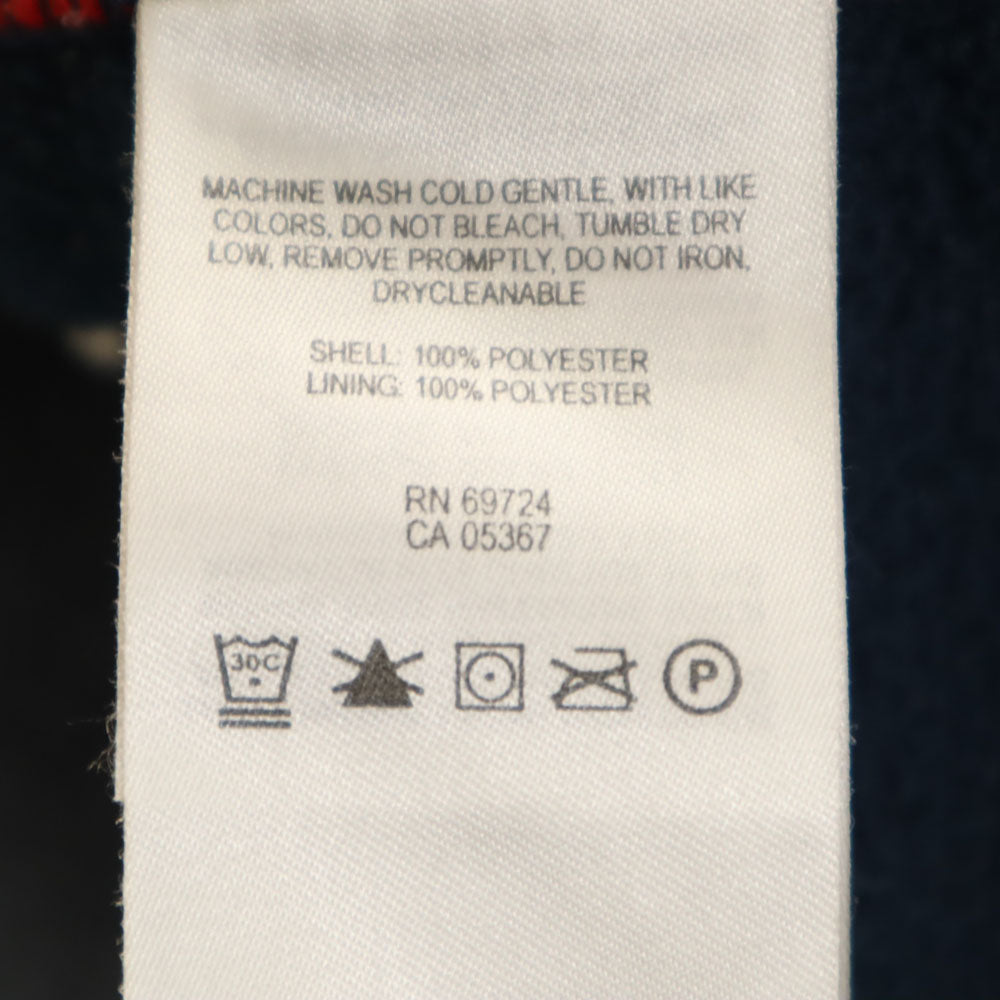 MACHINE WASH COLD GENTLE, WITH LIKE
COLORS, DO NOT BLEACH, TUMBLE DRY
LOW, REMOVE PROMPTLY, DO NOT IRON,
DRYCLEANABLE
SHELL: 100% POLYESTER
LINING: 100% POLYESTER
RN 69724
CA 05367
30C
P